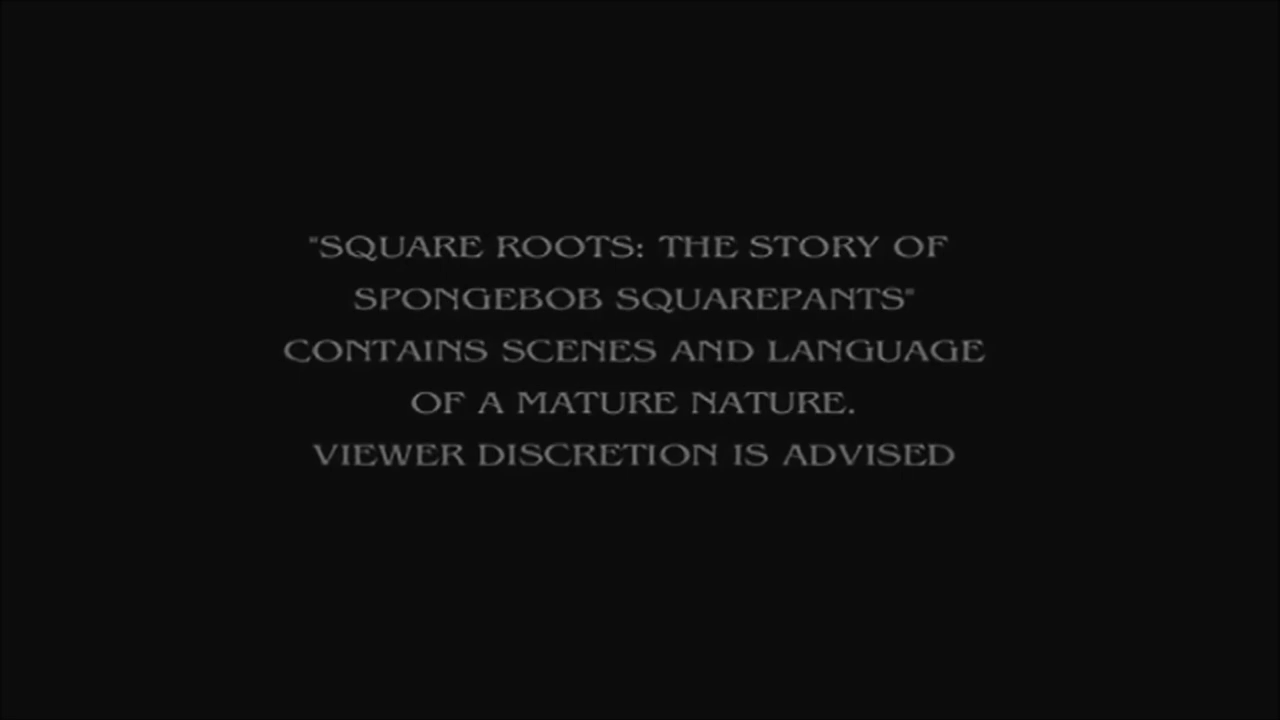 "SQUARE ROOTS: THE STORY OF
SPONGEBOB SQUAREPANTS"
CONTAINS SCENES AND LANGUAGE
OF A MATURE NATURE.
VIEWER DISCRETION IS ADVISED